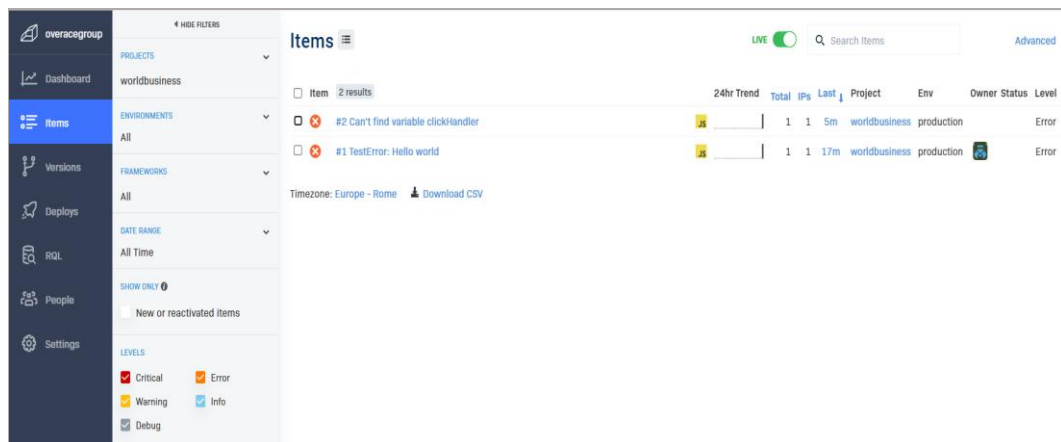 overacegroup
Dashboard
Items
Versions
Deploys
RQL
People
Settings
HIDE FILTERS
PROJECTS
worldbusiness
ENVIRONMENTS
All
FRAMEWORKS
All
DATE RANGE
All Time
SHOW ONLY
New or reactivated items
LEVELS
Critical Error
Warning Info
Debug
Items
LIVE Search Items Advanced
Item 2 results 24hr Trend Total IPs Last Project Env Owner Status Level
#2 Can't find variable clickHandler JS 1 1 5m worldbusiness production Error
#1 TestError: Hello world JS 1 1 17m worldbusiness production Error
Timezone: Europe - Rome Download CSV